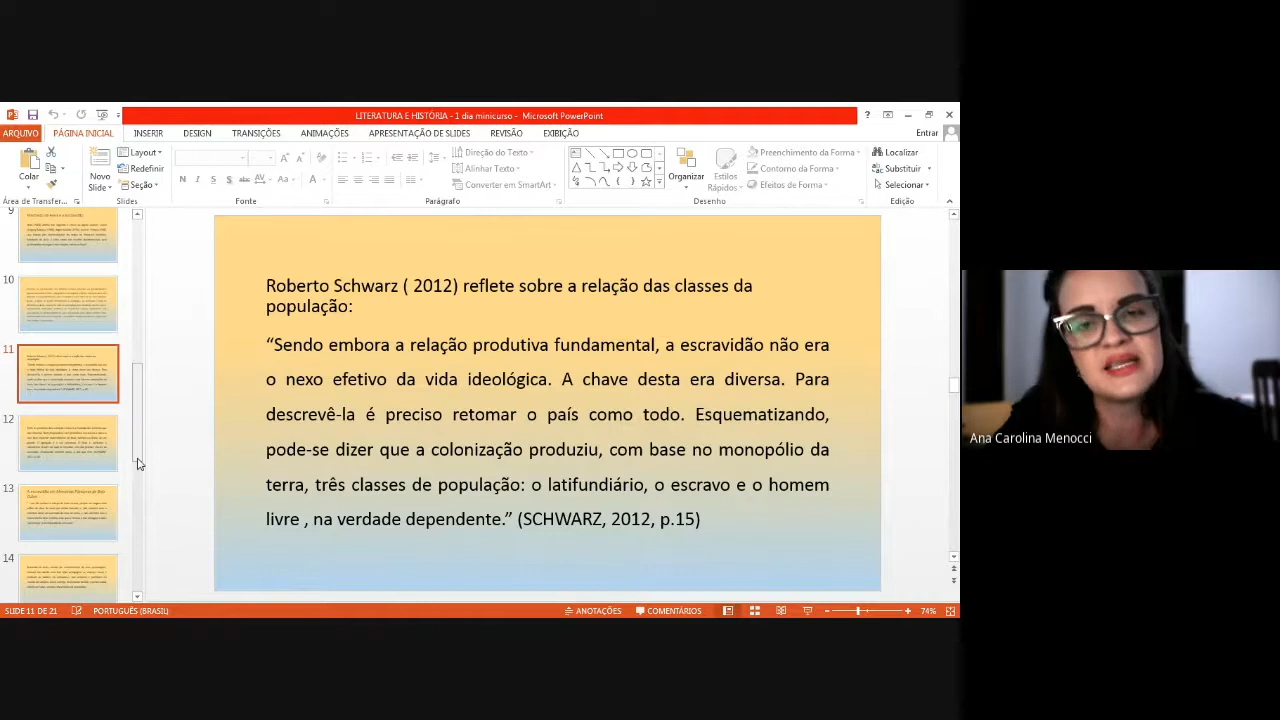 LITERATURA E HISTÓRIA - 1 dia minicurso - Microsoft PowerPoint
ARQUIVO PÁGINA INICIAL INSERIR DESIGN TRANSIÇÕES ANIMAÇÕES APRESENTAÇÃO DE SLIDES REVISÃO EXIBIÇÃO Entrar
Colar
Novo Slide
Layout
Redefinir
Seção
N I S abc AV Aa A
Direção do Texto
Alinhar Texto
Converter em SmartArt
Organizar
Estilos Rápidos
Preenchimento da Forma
Contorno da Forma
Efeitos de Forma
Localizar
Substituir
Selecionar
Área de Transfer... Slides Fonte Parágrafo Desenho Edição
9
10
11
12
13
14
Roberto Schwarz ( 2012) reflete sobre a relação das classes da
população:
“Sendo embora a relação produtiva fundamental, a escravidão não era
o nexo efetivo da vida ideológica. A chave desta era diversa. Para
descrevê-la é preciso retomar o país como todo. Esquematizando,
pode-se dizer que a colonização produziu, com base no monopólio da
terra, três classes de população: o latifundiário, o escravo e o homem
livre , na verdade dependente.” (SCHWARZ, 2012, p.15)
Ana Carolina Menocci
SLIDE 11 DE 21 PORTUGUÊS (BRASIL) ANOTAÇÕES COMENTÁRIOS 74%